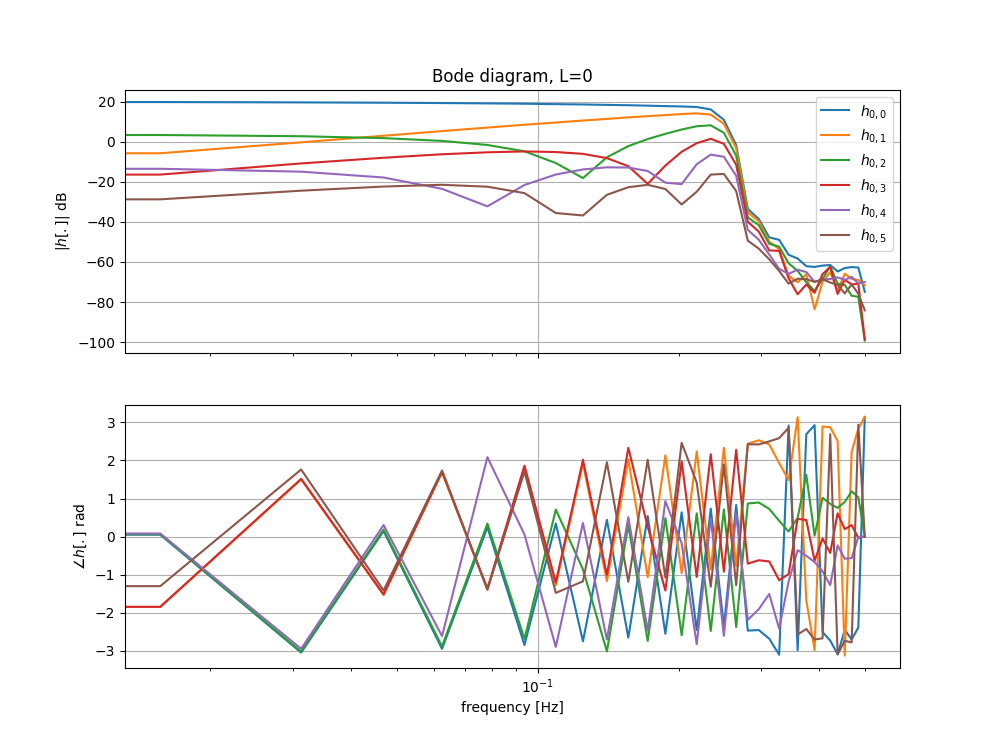 Bode diagram, L=0
|h[.]| dB
20
0
−20
−40
−60
−80
−100
h0,0
h0,1
h0,2
h0,3
h0,4
h0,5
∠h[.] rad
3
2
1
0
−1
−2
−3
10−1
frequency [Hz]